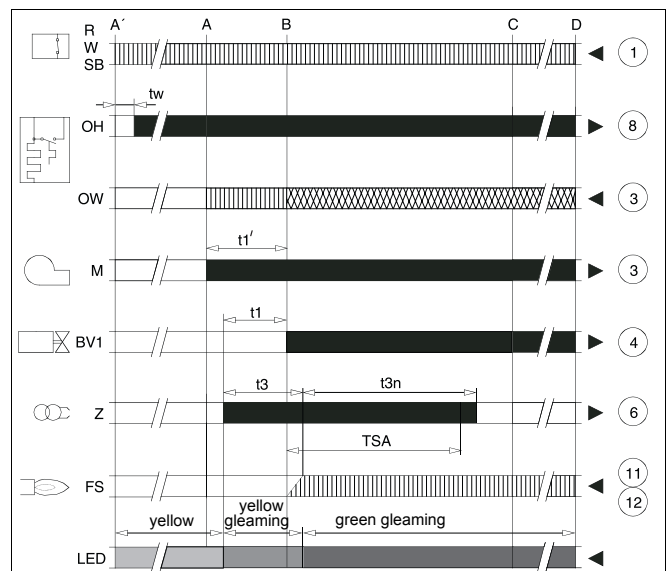 A´ A B C D
R
W
SB
1
tw
OH
8
OW
3
t1′
M
3
t1
BV1
4
t3 t3n
Z
6
TSA
FS
11
12
yellow yellow gleaming green gleaming
LED